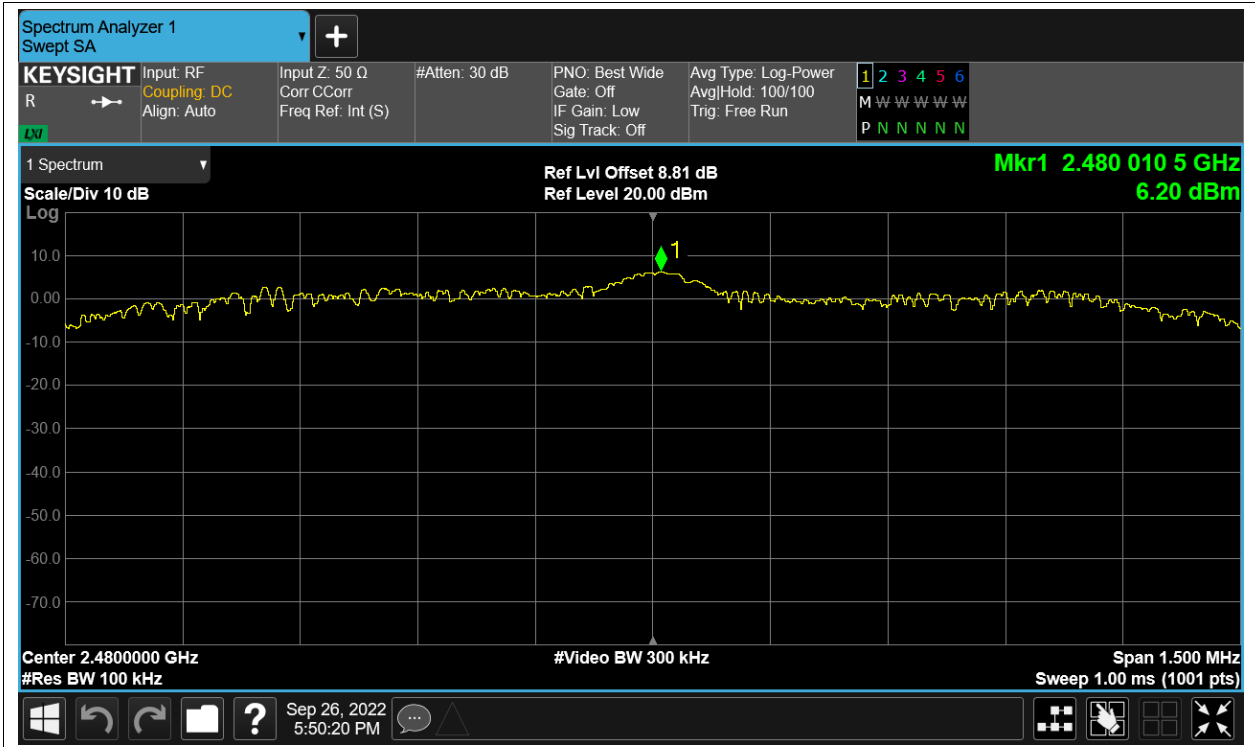 Spectrum Analyzer 1
Swept SA
+
KEYSIGHT
R
LXI
Input: RF
Coupling: DC
Align: Auto
Input Z: 50 Ω
Corr CCorr
Freq Ref: Int (S)
#Atten: 30 dB
PNO: Best Wide
Gate: Off
IF Gain: Low
Sig Track: Off
Avg Type: Log-Power
Avg|Hold: 100/100
Trig: Free Run
1 2 3 4 5 6
M W W W W W
P N N N N N
1 Spectrum
Scale/Div 10 dB
Log
Ref Lvl Offset 8.81 dB
Ref Level 20.00 dBm
Mkr1 2.480 010 5 GHz
6.20 dBm
1
10.0
0.00
-10.0
-20.0
-30.0
-40.0
-50.0
-60.0
-70.0
Center 2.4800000 GHz
#Video BW 300 kHz
Span 1.500 MHz
#Res BW 100 kHz
Sweep 1.00 ms (1001 pts)
?
Sep 26, 2022
5:50:20 PM